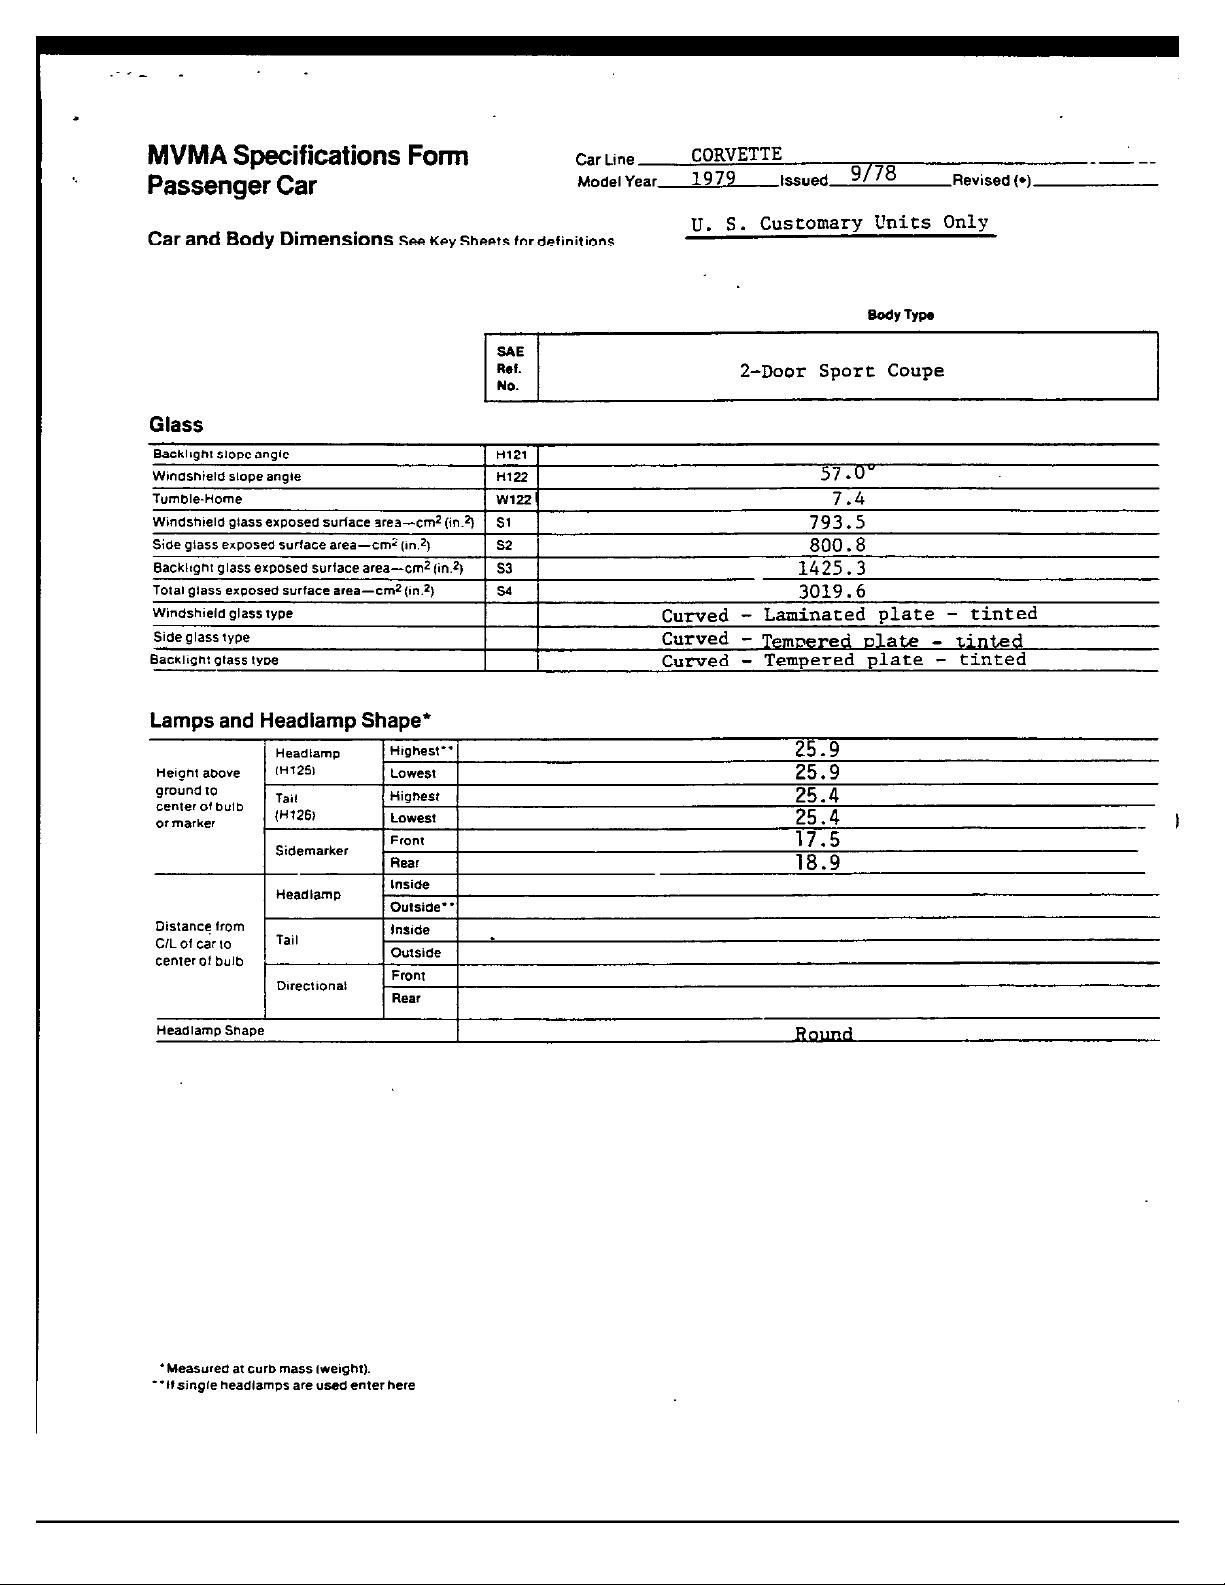 MVMA Specifications Form
Passenger Car
Car Line CORVETTE
Model Year 1979 Issued 9/78 Revised (•)
Car and Body Dimensions See Key Sheets for definitions
U. S. Customary Units Only
Body Type
SAE Ref. No. 2-Door Sport Coupe
Glass
Backlight slope angle H121
Windshield slope angle H122 57.0°
Tumble-Home W122 7.4
Windshield glass exposed surface area—cm² (in.²) S1 793.5
Side glass exposed surface area—cm² (in.²) S2 800.8
Backlight glass exposed surface area—cm² (in.²) S3 1425.3
Total glass exposed surface area—cm² (in.²) S4 3019.6
Windshield glass type Curved - Laminated plate - tinted
Side glass type Curved - Tempered plate - tinted
Backlight glass type Curved - Tempered plate - tinted
Lamps and Headlamp Shape*
Height above ground to center of bulb or marker
Headlamp (H125) Highest** 25.9
Lowest 25.9
Tail (H126) Highest 25.4
Lowest 25.4
Sidemarker Front 17.5
Rear 18.9
Distance from C/L of car to center of bulb
Headlamp Inside
Outside**
Tail Inside
Outside
Directional Front
Rear
Headlamp Shape Round
*Measured at curb mass (weight).
**If single headlamps are used enter here